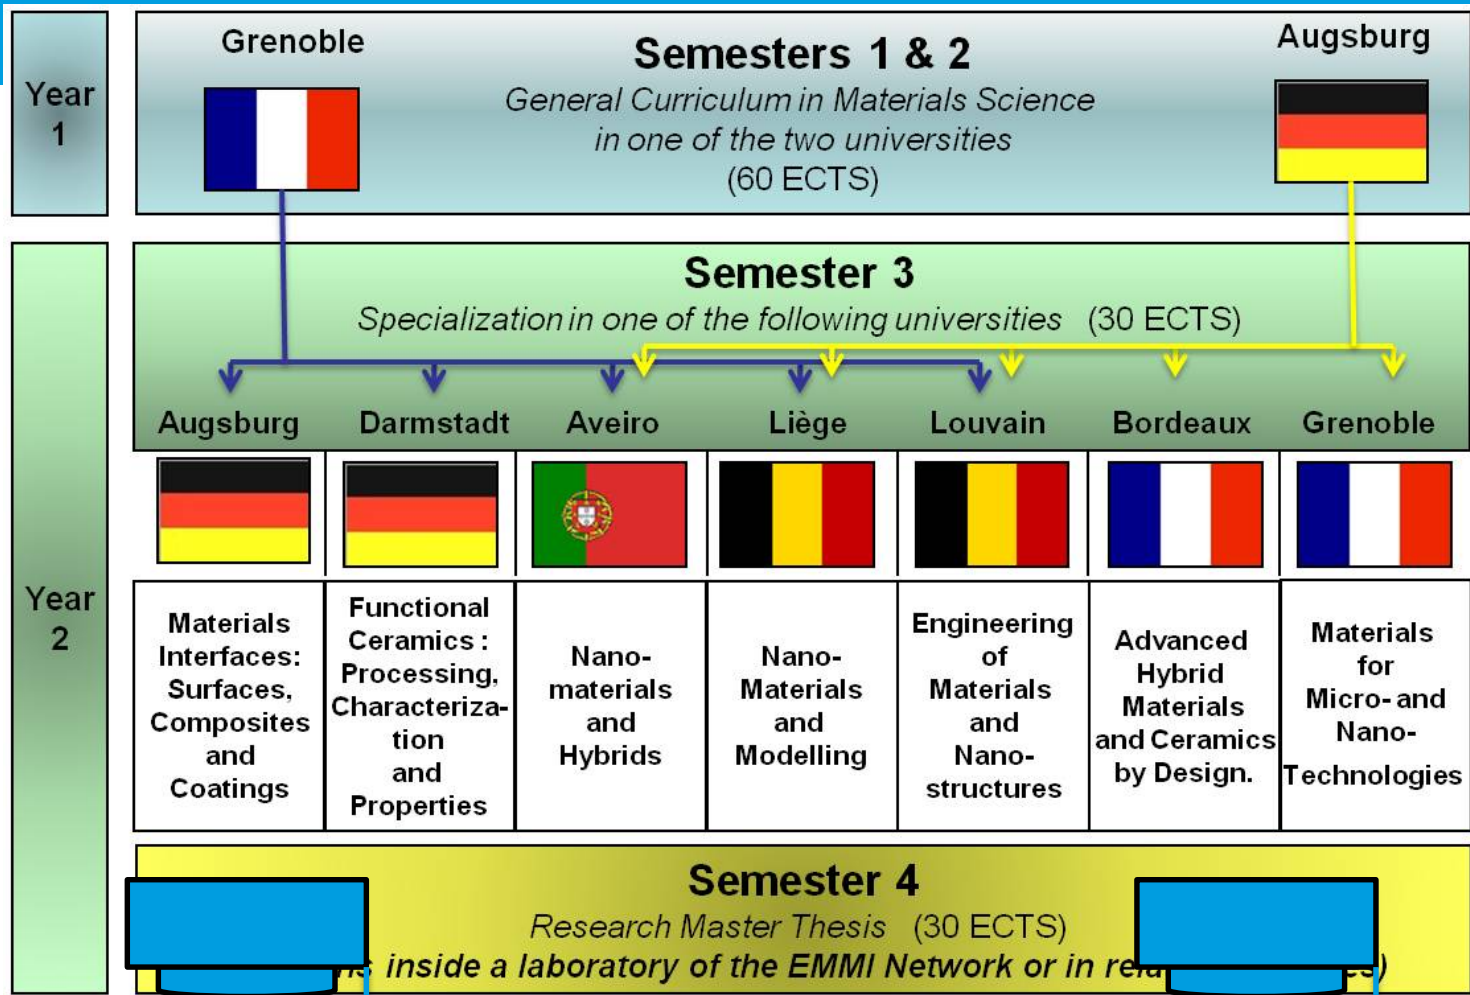 Grenoble
Semesters 1 & 2
Augsburg
Year
1
General Curriculum in Materials Science
in one of the two universities
(60 ECTS)
Semester 3
Specialization in one of the following universities (30 ECTS)
Augsburg
Darmstadt
Aveiro
Liège
Louvain
Bordeaux
Grenoble
Year
2
Materials
Interfaces:
Surfaces,
Composites
and
Coatings
Functional
Ceramics :
Processing,
Characteriza-
tion
and
Properties
Nano-
materials
and
Hybrids
Nano-
Materials
and
Modelling
Engineering
of
Materials
and
Nano-
structures
Advanced
Hybrid
Materials
and Ceramics
by Design.
Materials
for
Micro- and
Nano-
Technologies
Semester 4
Research Master Thesis (30 ECTS)
inside a laboratory of the EMMI Network or in